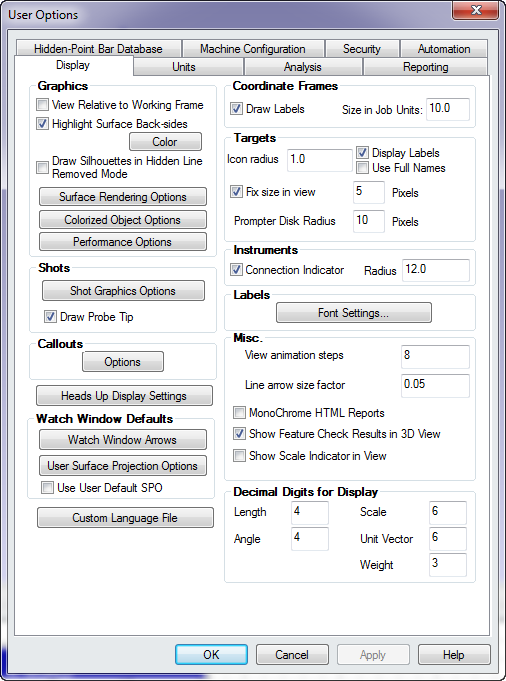 User Options
Hidden-Point Bar Database Machine Configuration Security Automation
Display Units Analysis Reporting
Graphics
View Relative to Working Frame
Highlight Surface Back-sides
Color
Draw Silhouettes in Hidden Line
Removed Mode
Surface Rendering Options
Colorized Object Options
Performance Options
Shots
Shot Graphics Options
Draw Probe Tip
Callouts
Options
Heads Up Display Settings
Watch Window Defaults
Watch Window Arrows
User Surface Projection Options
Use User Default SPO
Custom Language File
Coordinate Frames
Draw Labels Size in Job Units: 10.0
Targets
Icon radius 1.0 Display Labels
Use Full Names
Fix size in view 5 Pixels
Prompter Disk Radius 10 Pixels
Instruments
Connection Indicator Radius 12.0
Labels
Font Settings...
Misc.
View animation steps 8
Line arrow size factor 0.05
MonoChrome HTML Reports
Show Feature Check Results in 3D View
Show Scale Indicator in View
Decimal Digits for Display
Length 4 Scale 6
Angle 4 Unit Vector 6
Weight 3
OK Cancel Apply Help